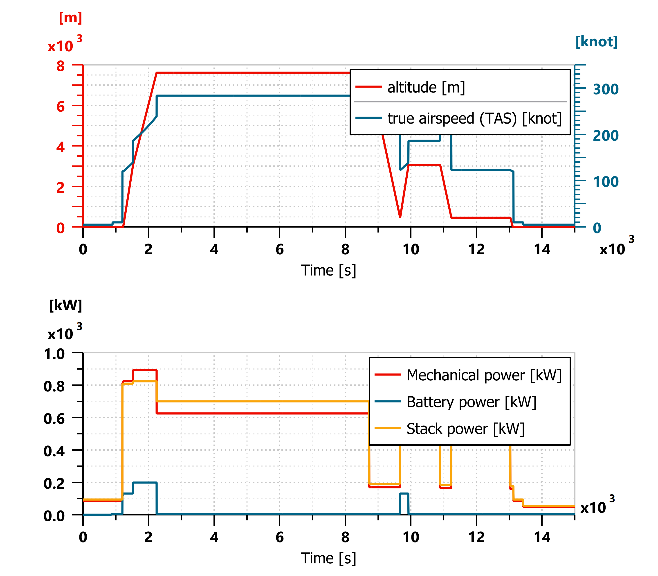 [m]
x10 3
[knot]
8
6
4
2
0
300
200
100
0
altitude [m]
true airspeed (TAS) [knot]
0 2 4 6 8 10 12 14
x10 3
Time [s]
[kW]
x10 3
1.0
0.8
0.6
0.4
0.2
0.0
Mechanical power [kW]
Battery power [kW]
Stack power [kW]
x10 3
0 2 4 6 8 10 12 14
Time [s]